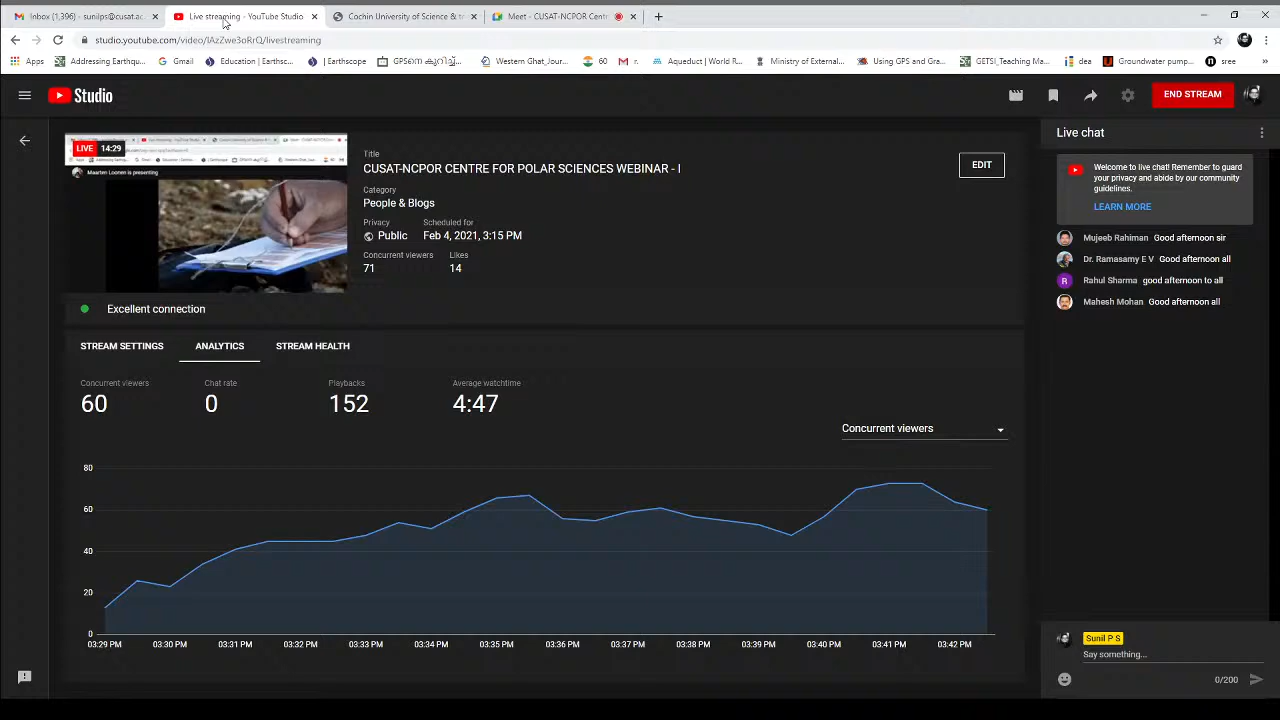 Inbox (1,396) - sunilps@cusat.ac.
Live streaming - YouTube Studio
Cochin University of Science & t
Meet - CUSAT-NCPOR Centr
studio.youtube.com/video/lAzZwe3oRrQ/livestreaming
Apps
Addressing Earthqu...
Gmail
Education | Earthsc...
| Earthscope
Western Ghat_Jour...
60
r.
Aqueduct | World R...
Ministry of External...
Using GPS and Gra...
GETSI_Teaching Ma...
dea
Groundwater pump...
sree
»
Studio
END STREAM
LIVE 14:29
Maarten Loonen is presenting
Title
CUSAT-NCPOR CENTRE FOR POLAR SCIENCES WEBINAR - I
EDIT
Category
People & Blogs
Privacy
Scheduled for
Public
Feb 4, 2021, 3:15 PM
Concurrent viewers
Likes
71
14
Excellent connection
STREAM SETTINGS
ANALYTICS
STREAM HEALTH
Concurrent viewers
Chat rate
Playbacks
Average watchtime
60
0
152
4:47
Concurrent viewers
80
60
40
20
0
03:29 PM
03:30 PM
03:31 PM
03:32 PM
03:33 PM
03:34 PM
03:35 PM
03:36 PM
03:37 PM
03:38 PM
03:39 PM
03:40 PM
03:41 PM
03:42 PM
Live chat
Welcome to live chat! Remember to guard
your privacy and abide by our community
guidelines.
LEARN MORE
Mujeeb Rahiman Good afternoon sir
Dr. Ramasamy E V Good afternoon all
R
Rahul Sharma good afternoon to all
Mahesh Mohan Good afternoon all
Sunil P S
Say something...
0/200